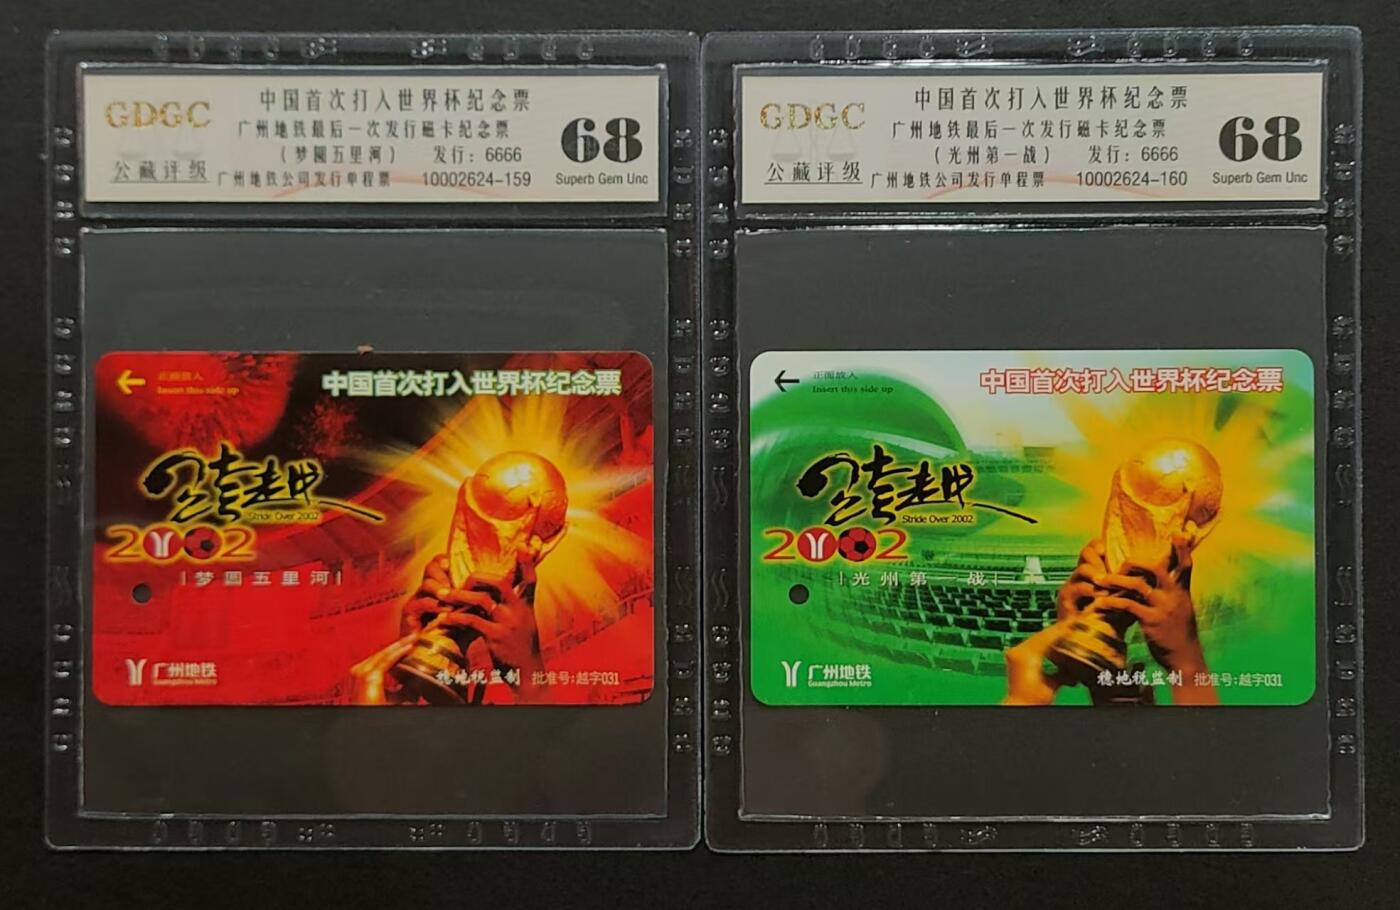 GDGC
公藏评级
中国首次打入世界杯纪念票
广州地铁最后一次发行磁卡纪念票
(梦圆五里河) 发行: 6666
广州地铁公司发行单程票 10002624-159
68
Superb Gem Unc
正面放入
Insert this side up
中国首次打入世界杯纪念票
跨越
Stride Over 2002
2002
梦圆五里河
广州地铁
Guangzhou Metro
穗地税监制 批准号:越字031
GDGC
公藏评级
中国首次打入世界杯纪念票
广州地铁最后一次发行磁卡纪念票
(光州第一战) 发行: 6666
广州地铁公司发行单程票 10002624-160
68
Superb Gem Unc
正面放入
Insert this side up
中国首次打入世界杯纪念票
跨越
Stride Over 2002
2002
光州第一战
广州地铁
Guangzhou Metro
穗地税监制 批准号:越字031